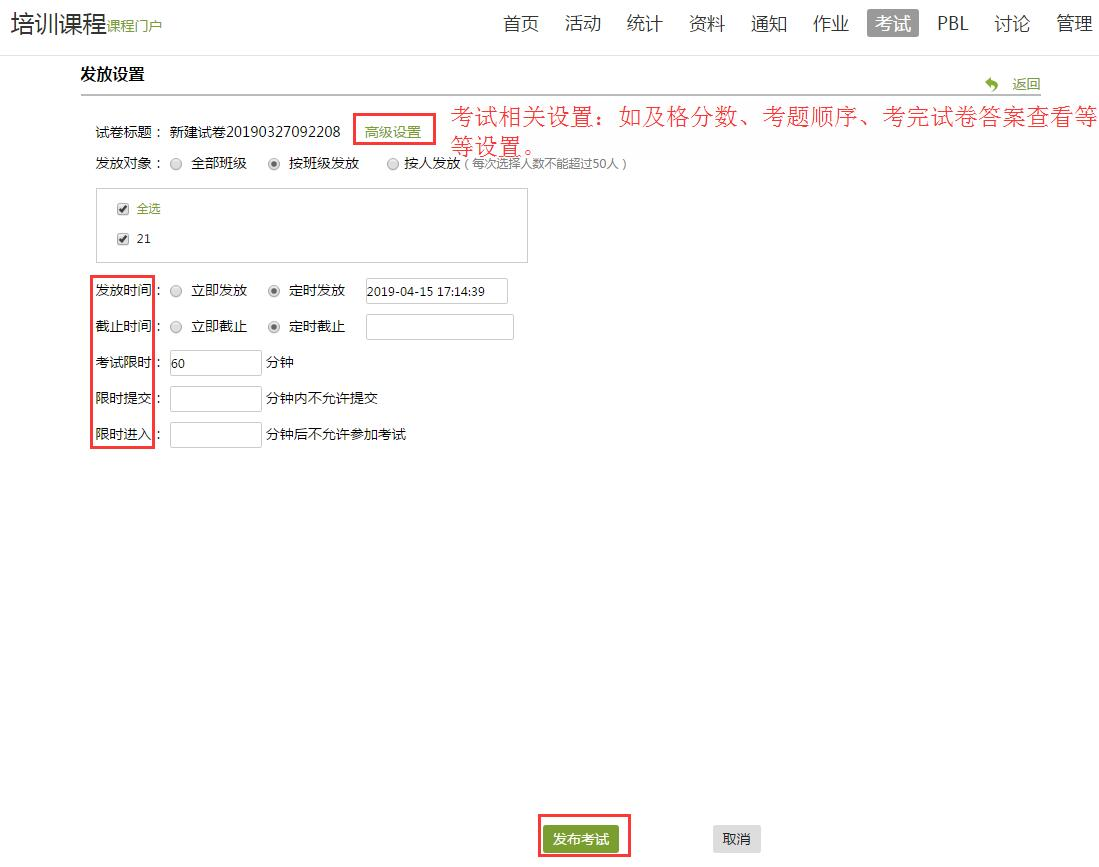 培训课程课程门户 首页 活动 统计 资料 通知 作业 考试 PBL 讨论 管理
发放设置
返回
试卷标题： 新建试卷20190327092208 高级设置
考试相关设置：如及格分数、考题顺序、考完试卷答案查看等
等设置。
发放对象： 全部班级 按班级发放 按人发放（每次选择人数不能超过50人）
全选
21
发放时间： 立即发放 定时发放 2019-04-15 17:14:39
截止时间： 立即截止 定时截止
考试限时： 60 分钟
限时提交： 分钟内不允许提交
限时进入： 分钟后不允许参加考试
发布考试 取消